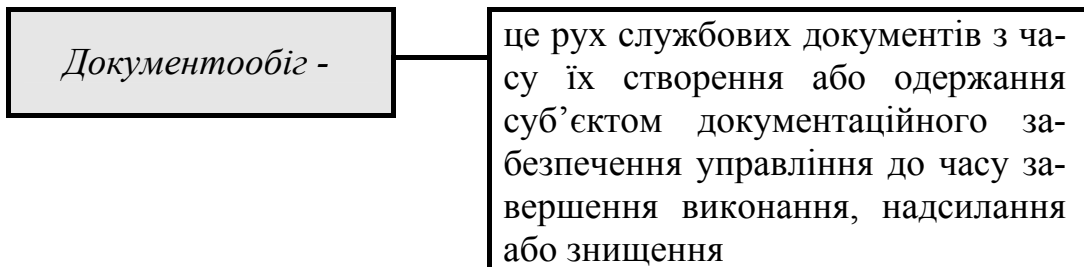 Документообіг -
це рух службових документів з ча-
су їх створення або одержання
суб’єктом документаційного за-
безпечення управління до часу за-
вершення виконання, надсилання
або знищення